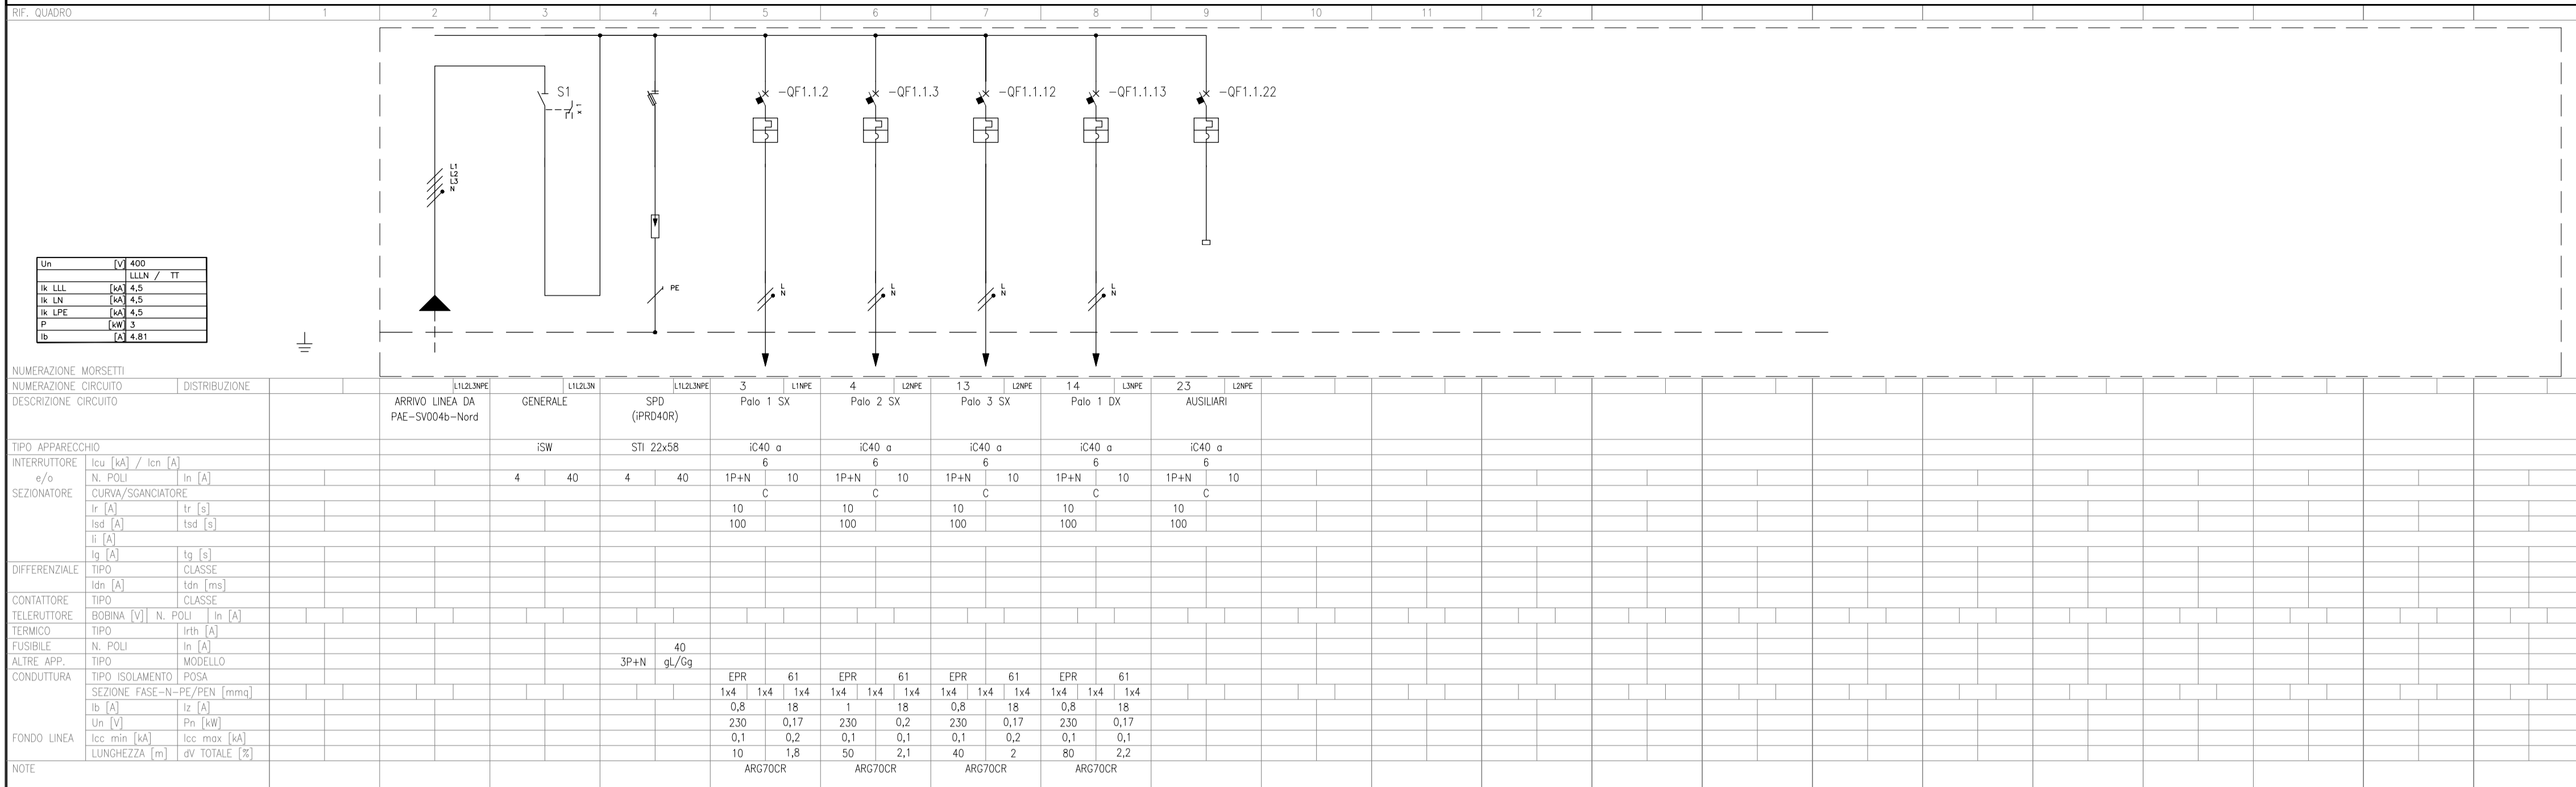 RIF. QUADRO 1 2 3 4 5 6 7 8 9 10 11 12
S1 -QF1.1.2 -QF1.1.3 -QF1.1.12 -QF1.1.13 -QF1.1.22
L1
L2
L3
N
Un [V] 400
LLLN / TT
Ik LLL [kA] 4,5
Ik LN [kA] 4,5
Ik LPE [kA] 4,5
P [kW] 3
Ib [A] 4.81
PE
L L L L
N N N N
NUMERAZIONE MORSETTI
NUMERAZIONE CIRCUITO DISTRIBUZIONE L1L2L3NPE L1L2L3N L1L2L3NPE 3 L1NPE 4 L2NPE 13 L2NPE 14 L3NPE 23 L2NPE
DESCRIZIONE CIRCUITO ARRIVO LINEA DA GENERALE SPD Palo 1 SX Palo 2 SX Palo 3 SX Palo 1 DX AUSILIARI
PAE-SV004b-Nord (iPRD40R)
TIPO APPARECCHIO iSW STI 22x58 iC40 a iC40 a iC40 a iC40 a iC40 a
INTERRUTTORE Icu [kA] / Icn [A] 6 6 6 6 6
e/o N. POLI In [A] 4 40 4 40 1P+N 10 1P+N 10 1P+N 10 1P+N 10 1P+N 10
SEZIONATORE CURVA/SGANCIATORE C C C C C
Ir [A] tr [s] 10 10 10 10 10
Isd [A] tsd [s] 100 100 100 100 100
Ii [A]
Ig [A] tg [s]
DIFFERENZIALE TIPO CLASSE
Idn [A] tdn [ms]
CONTATTORE TIPO CLASSE
TELERUTTORE BOBINA [V] N. POLI In [A]
TERMICO TIPO Irth [A]
FUSIBILE N. POLI In [A] 40
ALTRE APP. TIPO MODELLO 3P+N gL/Gg
CONDUTTURA TIPO ISOLAMENTO POSA EPR 61 EPR 61 EPR 61 EPR 61
SEZIONE FASE-N-PE/PEN [mmq] 1x4 1x4 1x4 1x4 1x4 1x4 1x4 1x4 1x4 1x4 1x4 1x4
Ib [A] Iz [A] 0,8 18 1 18 0,8 18 0,8 18
Un [V] Pn [kW] 230 0,17 230 0,2 230 0,17 230 0,17
FONDO LINEA Icc min [kA] Icc max [kA] 0,1 0,2 0,1 0,1 0,1 0,2 0,1 0,1
LUNGHEZZA [m] dV TOTALE [%] 10 1,8 50 2,1 40 2 80 2,2
NOTE ARG70CR ARG70CR ARG70CR ARG70CR